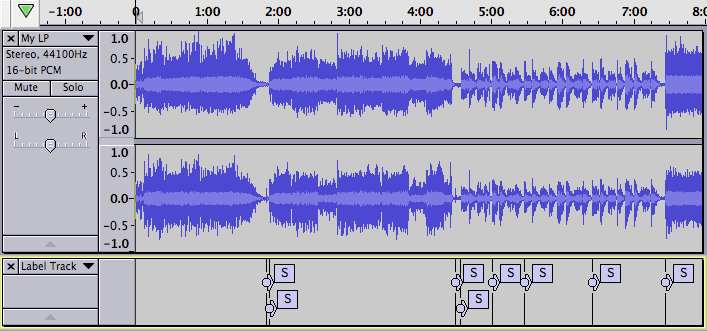 -1:00 0 1:00 2:00 3:00 4:00 5:00 6:00 7:00 8:0
× My LP
Stereo, 44100Hz
16-bit PCM
Mute Solo
- +
L R
1.0
0.5
0.0
-0.5
-1.0
1.0
0.5
0.0
-0.5
-1.0
× Label Track
S S S S S S
S S